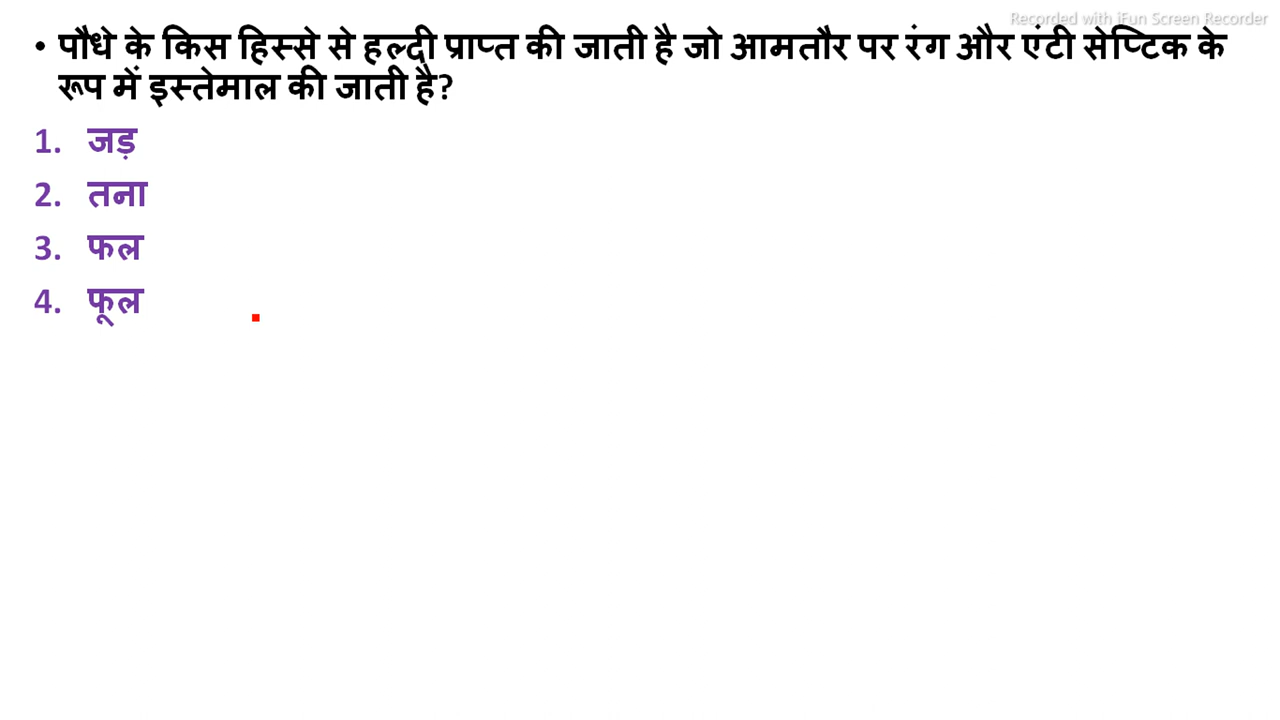 Recorded with iFun Screen Recorder
• पौधे के किस हिस्से से हल्दी प्राप्त की जाती है जो आमतौर पर रंग और एंटी सेप्टिक के
रूप में इस्तेमाल की जाती है?
1. जड़
2. तना
3. फल
4. फूल